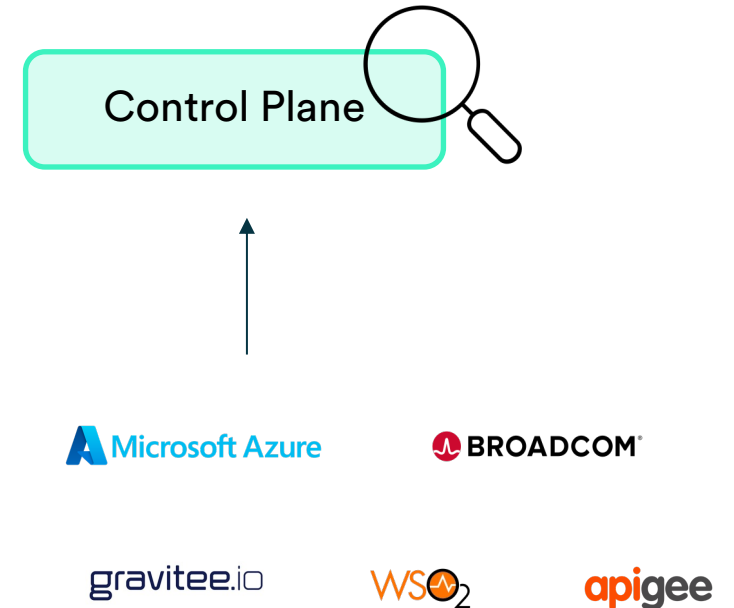 Control Plane
Microsoft Azure
BROADCOM®
gravitee.io
WSO2
apigee